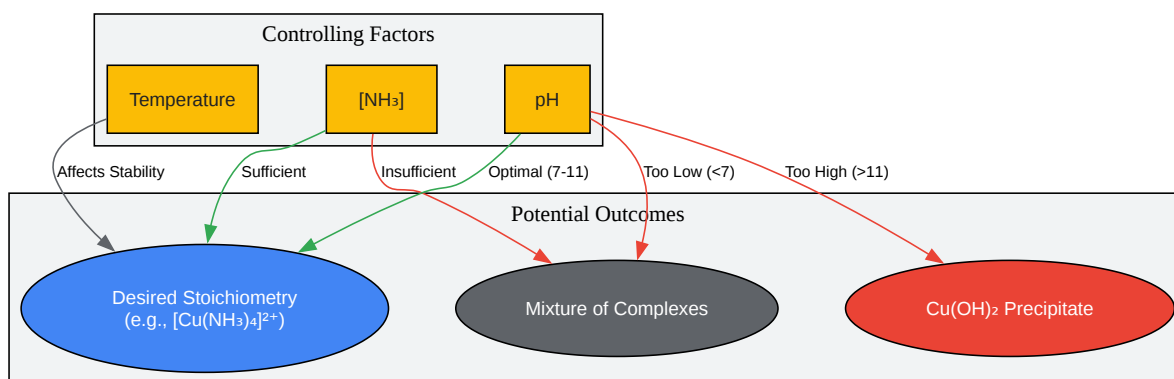 Controlling Factors
Temperature
[NH₃]
pH
Affects Stability
Sufficient
Insufficient
Optimal (7-11)
Too Low (<7)
Too High (>11)
Potential Outcomes
Desired Stoichiometry
(e.g., [Cu(NH₃)₄]²⁺)
Mixture of Complexes
Cu(OH)₂ Precipitate